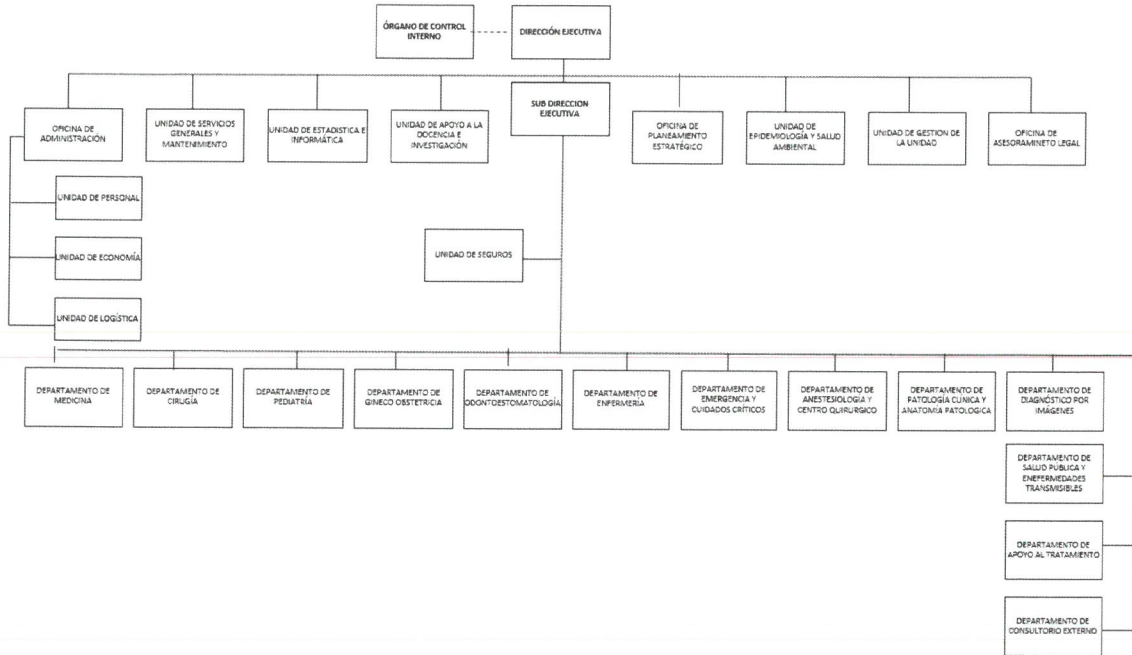 ÓRGANO DE CONTROL
INTERNO
DIRECCIÓN EJECUTIVA
OFICINA DE
ADMINISTRACIÓN
UNIDAD DE SERVICIOS
GENERALES Y
MANTENIMIENTO
UNIDAD DE ESTADISTICA E
INFORMÁTICA
UNIDAD DE APOYO A LA
DOCENCIA E
INVESTIGACIÓN
SUB DIRECCION
EJECUTIVA
OFICINA DE
PLANEAMIENTO
ESTRATÉGICO
UNIDAD DE
EPIDEMIOLOGÍA Y SALUD
AMBIENTAL
UNIDAD DE GESTION DE
LA UNIDAD
OFICINA DE
ASESORAMINETO LEGAL
UNIDAD DE PERSONAL
UNIDAD DE ECONOMÍA
UNIDAD DE SEGUROS
UNIDAD DE LOGÍSTICA
DEPARTAMENTO DE
MEDICINA
DEPARTAMENTO DE
CIRUGÍA
DEPARTAMENTO DE
PEDIATRÍA
DEPARTAMENTO DE
GINECO OBSTETRICIA
DEPARTAMENTO DE
ODONTOESTOMATOLOGÍA
DEPARTAMENTO DE
ENFERMERIA
DEPARTAMENTO DE
EMERGENCIA Y
CUIDADOS CRÍTICOS
DEPARTAMENTO DE
ANESTESIOLOGÍA Y
CENTRO QUIRURGICO
DEPARTAMENTO DE
PATOLOGÍA CLÍNICA Y
ANATOMÍA PATOLOGICA
DEPARTAMENTO DE
DIAGNÓSTICO POR
IMÁGENES
DEPARTAMENTO DE
SALUD PÚBLICA Y
ENEFERMEDADES
TRANSMISIBLES
DEPARTAMENTO DE
APOYO AL TRATAMIENTO
DEPARTAMENTO DE
CONSULTORIO EXTERNO